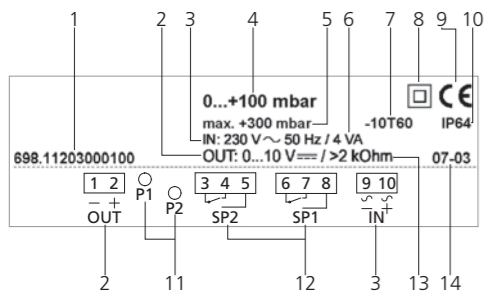 1 2 3 4 5 6 7 8 9 10
0...+100 mbar CE
max. +300 mbar -10T60 IP64
IN: 230 V ~ 50 Hz / 4 VA
698.11203000100 OUT: 0...10 V⎓ / >2 kOhm 07-03
1 2 P1 P2 3 4 5 6 7 8 9 10
− + ∽ ∽
OUT SP2 SP1 − IN +
2 11 12 3 13 14